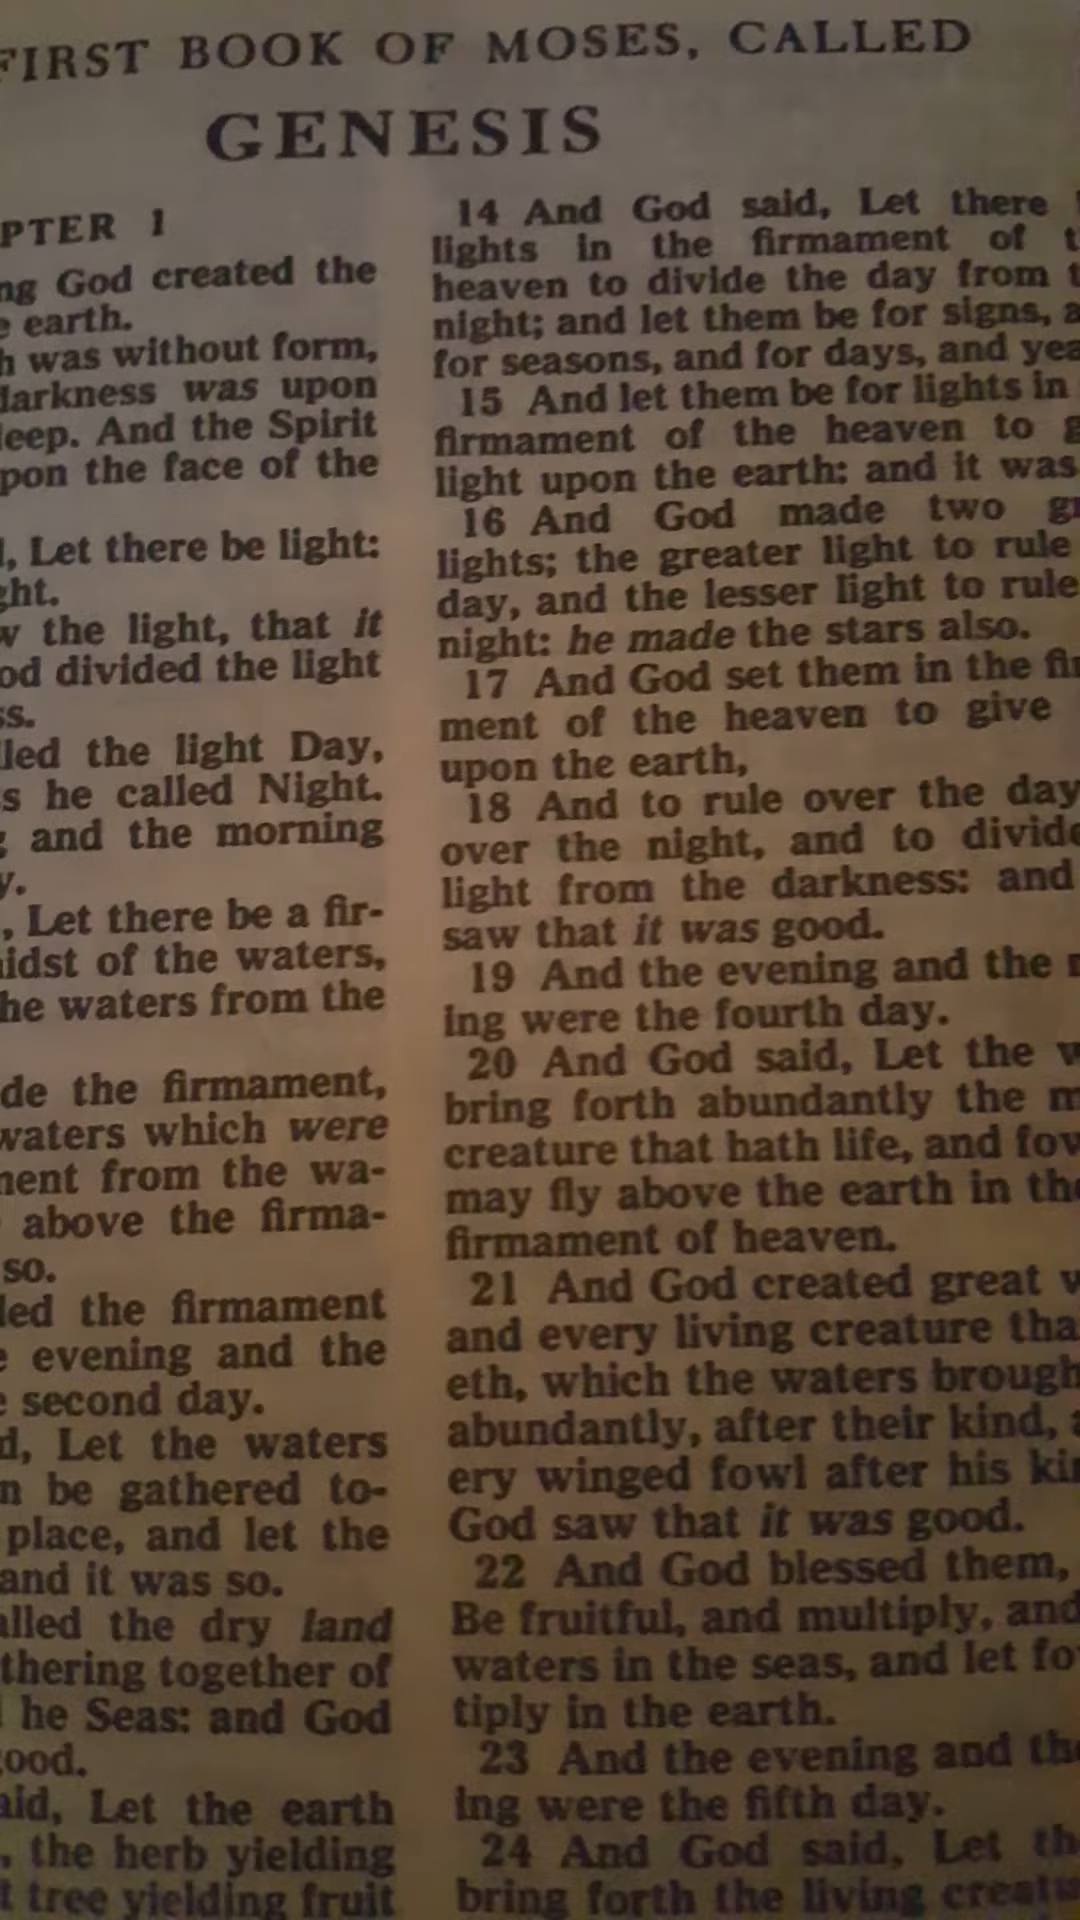 FIRST BOOK OF MOSES, CALLED
GENESIS
PTER 1
ng God created the
e earth.
h was without form,
darkness was upon
deep. And the Spirit
pon the face of the
, Let there be light:
ght.
w the light, that it
od divided the light
ss.
lled the light Day,
s he called Night.
g and the morning
y.
, Let there be a fir-
midst of the waters,
he waters from the
de the firmament,
waters which were
ment from the wa-
above the firma-
so.
led the firmament
e evening and the
e second day.
d, Let the waters
n be gathered to-
place, and let the
and it was so.
alled the dry land
thering together of
he Seas: and God
good.
aid, Let the earth
, the herb yielding
t tree yielding fruit
14 And God said, Let there
lights in the firmament of t
heaven to divide the day from t
night; and let them be for signs, a
for seasons, and for days, and yea
15 And let them be for lights in
firmament of the heaven to g
light upon the earth: and it was
16 And God made two gr
lights; the greater light to rule
day, and the lesser light to rule
night: he made the stars also.
17 And God set them in the fir
ment of the heaven to give
upon the earth,
18 And to rule over the day
over the night, and to divide
light from the darkness: and
saw that it was good.
19 And the evening and the m
ing were the fourth day.
20 And God said, Let the w
bring forth abundantly the m
creature that hath life, and fow
may fly above the earth in the
firmament of heaven.
21 And God created great w
and every living creature tha
eth, which the waters brough
abundantly, after their kind, a
ery winged fowl after his kin
God saw that it was good.
22 And God blessed them,
Be fruitful, and multiply, and
waters in the seas, and let fo
tiply in the earth.
23 And the evening and the
ing were the fifth day.
24 And God said, Let th
bring forth the living creatu